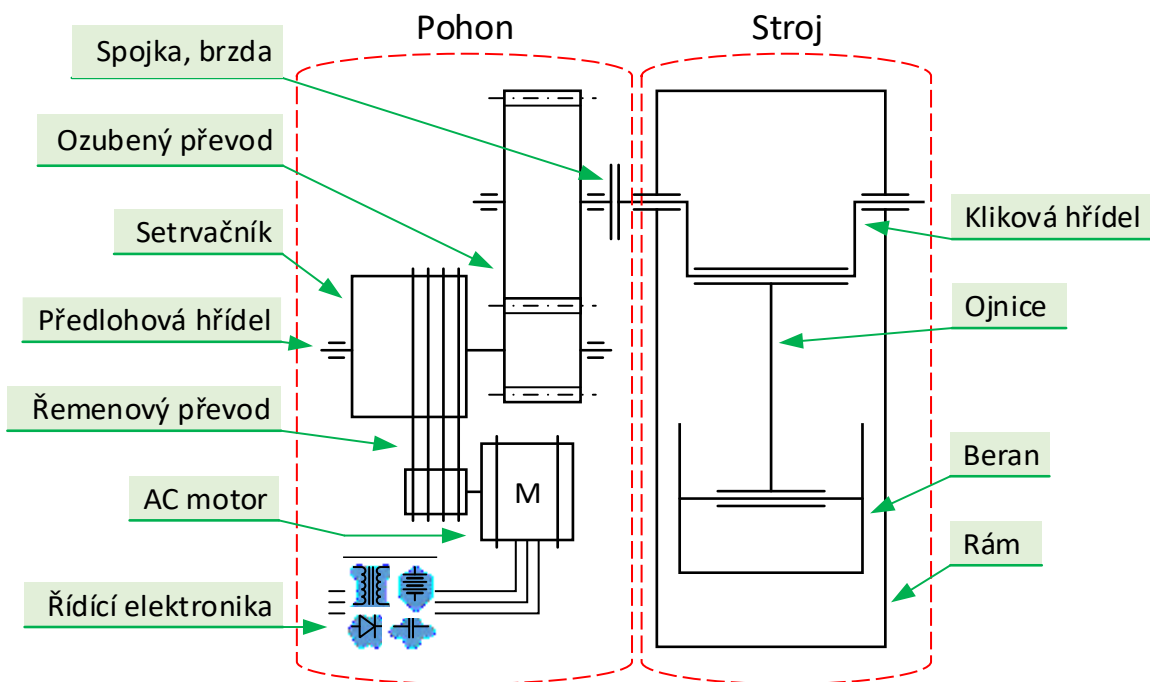 Pohon
Stroj
Spojka, brzda
Ozubený převod
Setrvačník
Předlohová hřídel
Řemenový převod
AC motor
M
Řídící elektronika
Kliková hřídel
Ojnice
Beran
Rám